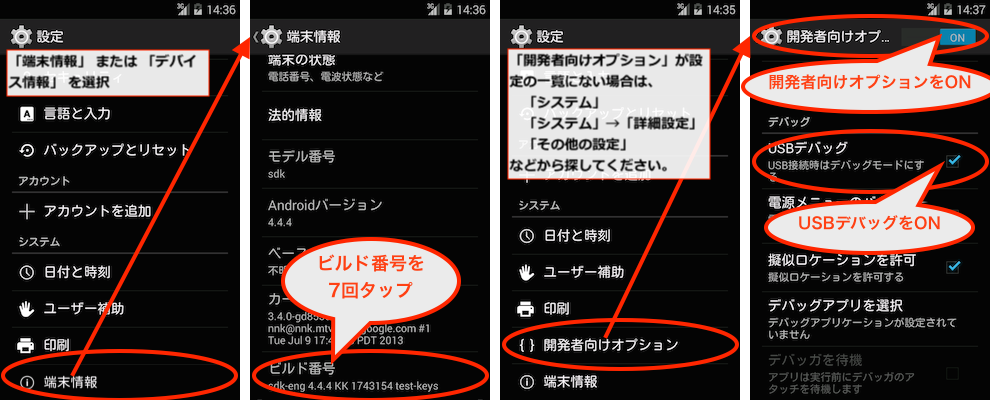 14:36
設定
「端末情報」 または 「デバイ
ス情報」 を選択
言語と入力
バックアップとリセット
アカウント
アカウントを追加
システム
日付と時刻
ユーザー補助
印刷
端末情報
14:36
端末情報
端末の状態
電話番号、電波状態など
法的情報
モデル番号
sdk
Androidバージョン
4.4.4
ベース
不明
ビルド番号を
7回タップ
カー
3.4.0-gd853
nnk@nnk.mtv google.com #1
Tue Jul 9 17:4 PDT 2013
ビルド番号
sdk-eng 4.4.4 KK 1743154 test-keys
14:35
設定
「開発者向けオプション」が設
定の一覧にない場合は、
「システム」
「システム」→「詳細設定」
「その他の設定」
などから探してください。
システム
日付と時刻
ユーザー補助
印刷
{ } 開発者向けオプション
端末情報
14:37
開発者向けオプ...
ON
開発者向けオプションをON
デバッグ
USBデバッグ
USB接続時はデバッグモードにす
る
電源メニューのバ
USBデバッグをON
擬似ロケーションを許可
擬似ロケーションを許可する
デバッグアプリを選択
デバッグアプリケーションが設定されて
いません
デバッガを待機
アプリは実行前にデバッガのア
タッチを待機します